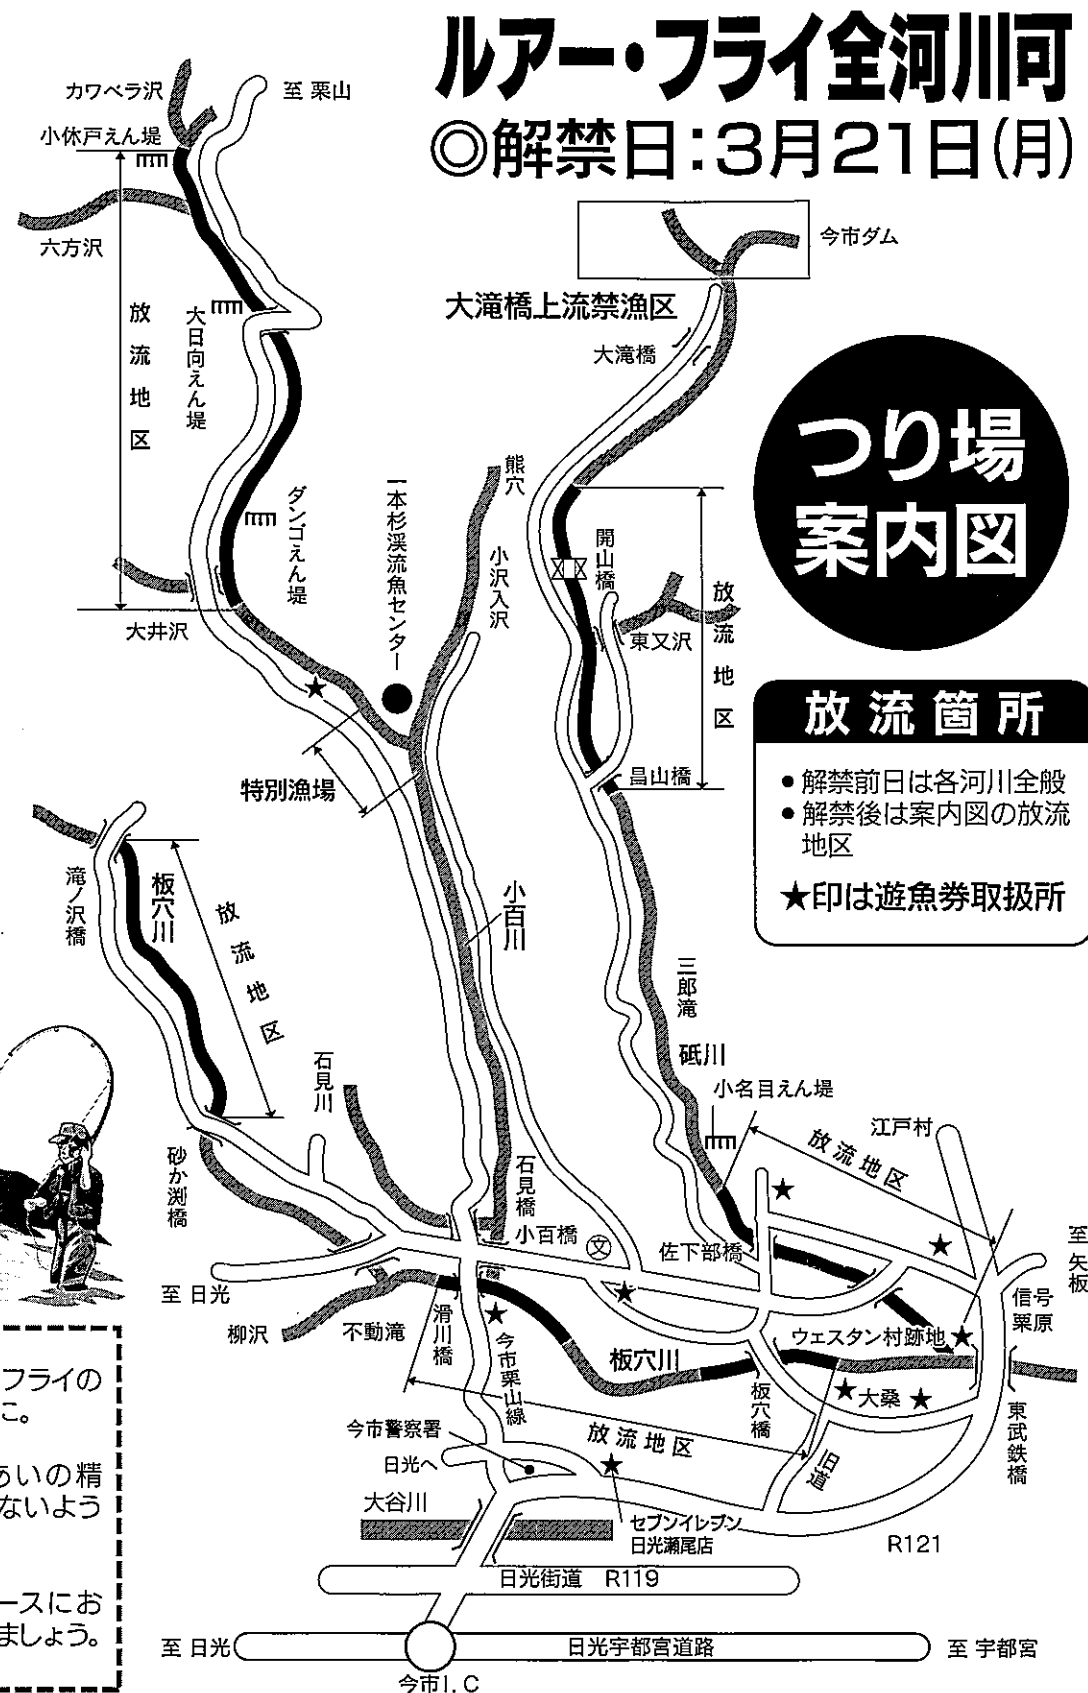 ルアー・フライ全河川可
◎解禁日：3月21日(月)
カワベラ沢
至 栗山
小休戸えん堤
六方沢
放流地区
大日向えん堤
ダンゴえん堤
大井沢
一本杉渓流魚センター
熊穴
小沢入沢
特別漁場
今市ダム
大滝橋上流禁漁区
大滝橋
開山橋
東又沢
放流地区
昌山橋
つり場
案内図
放流箇所
•解禁前日は各河川全般
•解禁後は案内図の放流
地区
★印は遊魚券取扱所
滝ノ沢橋
板穴川
放流地区
小百川
三郎滝
砥川
小名目えん堤
放流地区
江戸村
石見川
砂か渕橋
石見橋
小百橋
文
佐下部橋
至 矢板
至 日光
柳沢
不動滝
滑川橋
今市栗山線
板穴川
ウェスタン村跡地
信号
栗原
板穴橋
大桑
東武鉄橋
放流地区
旧道
今市警察署
日光へ
大谷川
セブンイレブン
日光瀬尾店
R121
日光街道 R119
至 日光
日光宇都宮道路
至 宇都宮
今市I.C
フライの
こ。
あいの精
ないよう
ースにお
ましょう。